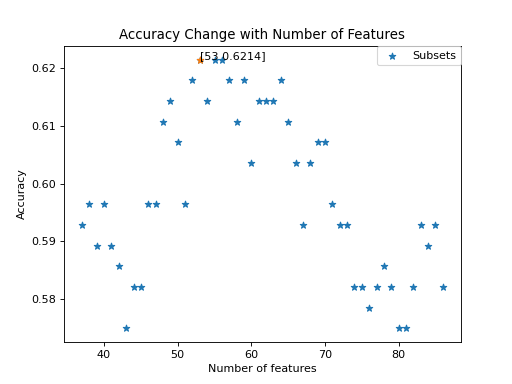 Accuracy Change with Number of Features
[53,0.6214]
Subsets
0.62
0.61
0.60
0.59
0.58
Accuracy
40 50 60 70 80
Number of features